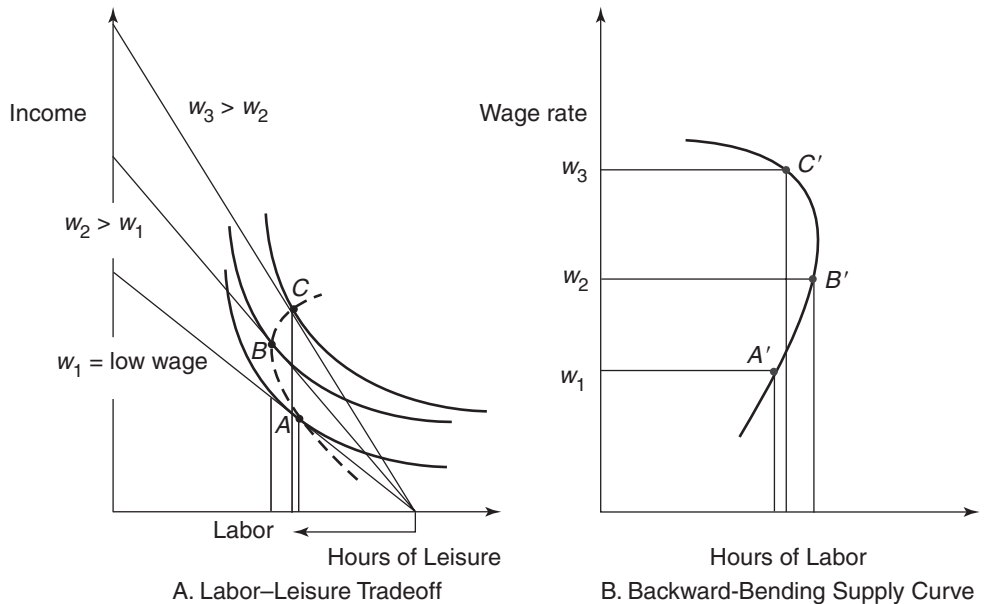 Income
w3 > w2
w2 > w1
w1 = low wage
C
B
A
Labor
Hours of Leisure
A. Labor–Leisure Tradeoff
Wage rate
w3
C′
w2
B′
A′
w1
Hours of Labor
B. Backward-Bending Supply Curve